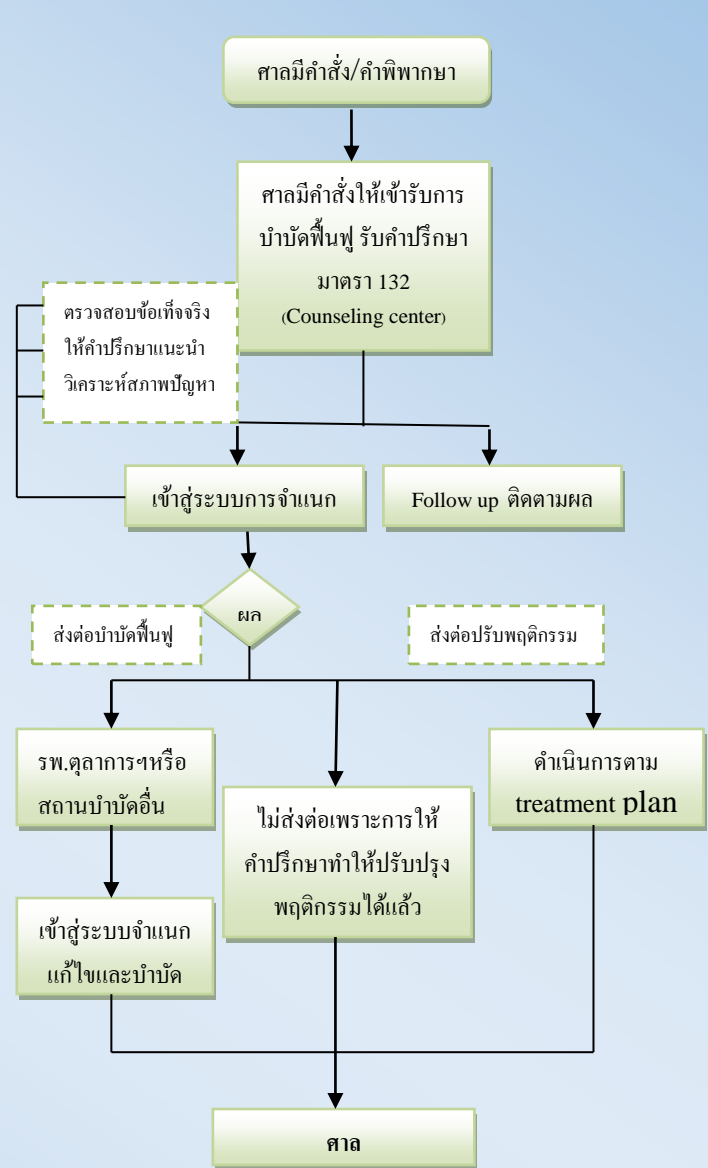 ศาลมีคำสั่ง/คำพิพากษา
ศาลมีคำสั่งให้เข้ารับการ
บำบัดฟื้นฟู รับคำปรึกษา
มาตรา 132
(Counseling center)
ตรวจสอบข้อเท็จจริง
ให้คำปรึกษาแนะนำ
วิเคราะห์สภาพปัญหา
เข้าสู่ระบบการจำแนก
Follow up ติดตามผล
ผล
ส่งต่อบำบัดฟื้นฟู
ส่งต่อปรับพฤติกรรม
รพ.ตุลาการฯหรือ
สถานบำบัดอื่น
ไม่ส่งต่อเพราะการให้
คำปรึกษาทำให้ปรับปรุง
พฤติกรรมได้แล้ว
ดำเนินการตาม
treatment plan
เข้าสู่ระบบจำแนก
แก้ไขและบำบัด
ศาล